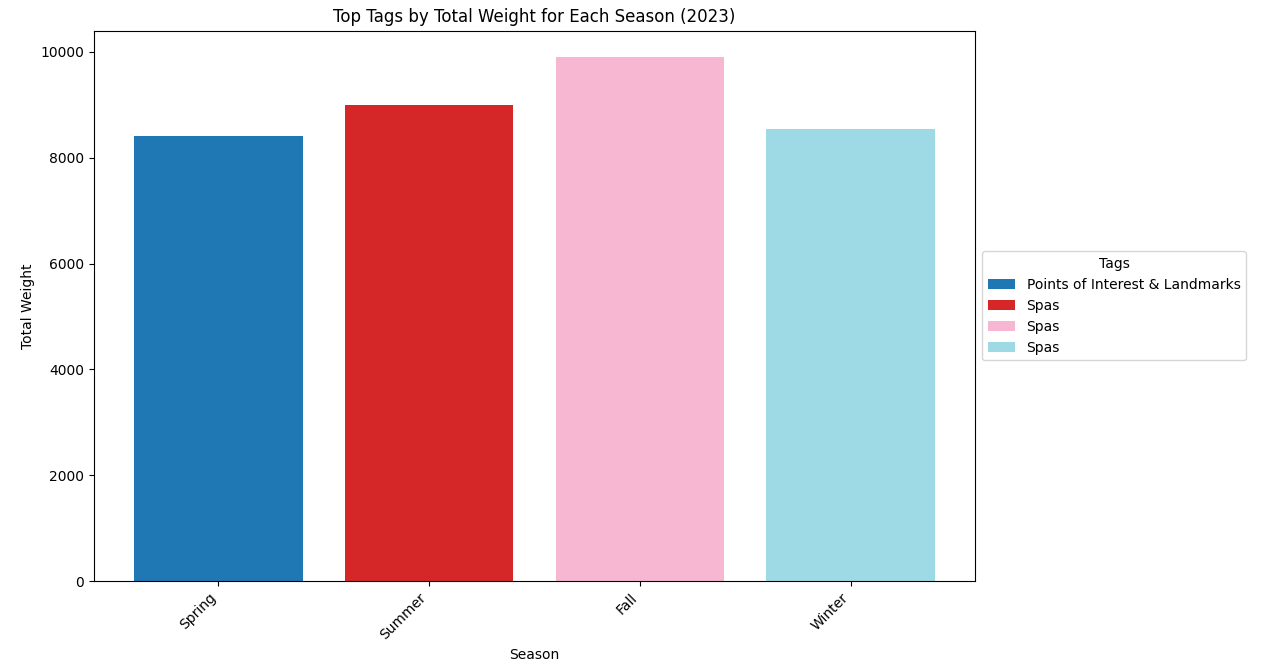 Top Tags by Total Weight for Each Season (2023)
10000
8000
6000
4000
2000
0
Total Weight
Spring
Summer
Fall
Winter
Season
Tags
Points of Interest & Landmarks
Spas
Spas
Spas